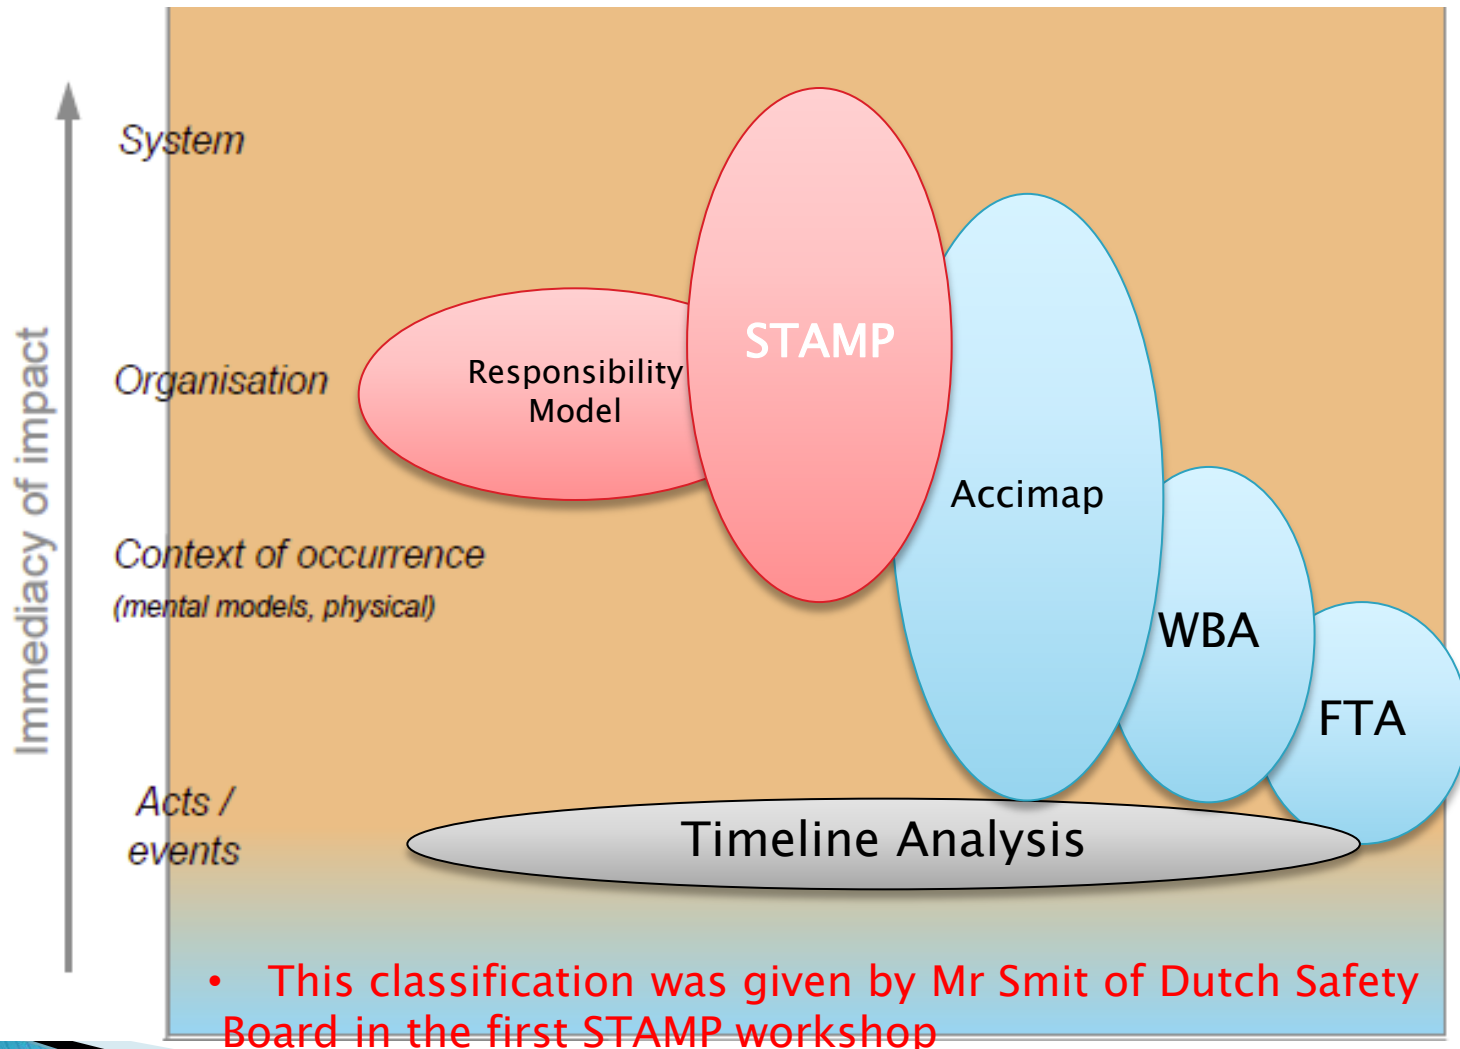 System
STAMP
Responsibility
Model
Organisation
Immediacy of impact
Accimap
Context of occurrence
(mental models, physical)
WBA
FTA
Acts /
events
Timeline Analysis
• This classification was given by Mr Smit of Dutch Safety
Board in the first STAMP workshop